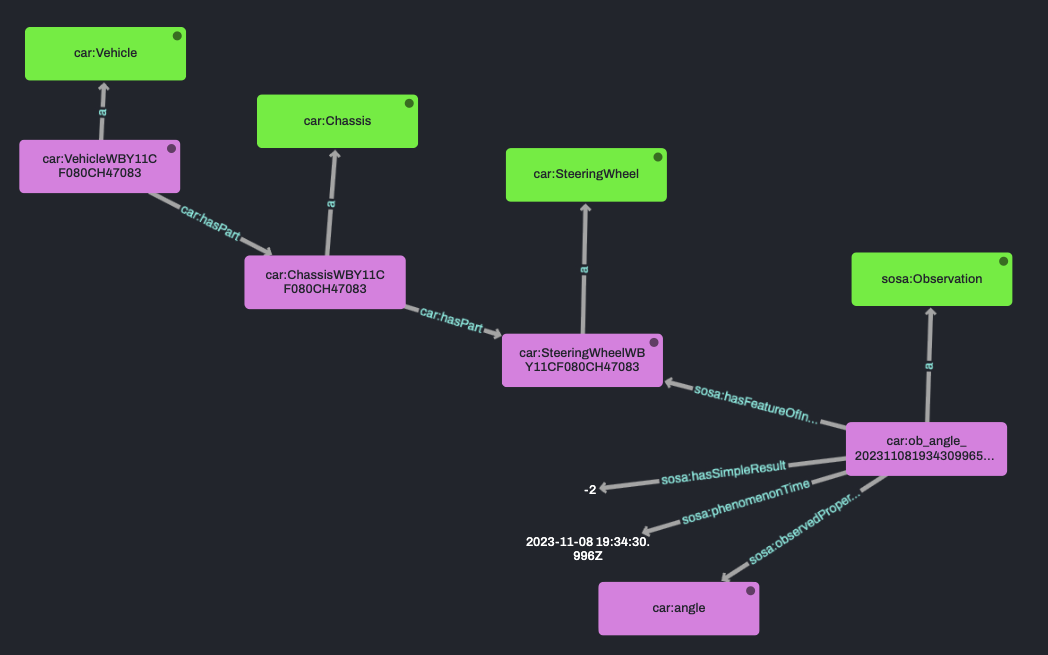 car:Vehicle
a
car:VehicleWBY11C
F080CH47083
car:hasPart
car:Chassis
a
car:ChassisWBY11C
F080CH47083
car:hasPart
car:SteeringWheel
a
car:SteeringWheelWB
Y11CF080CH47083
sosa:Observation
a
sosa:hasFeatureOfIn...
car:ob_angle_
202311081934309965...
sosa:hasSimpleResult
-2
sosa:phenomenonTime
2023-11-08 19:34:30.
996Z
sosa:observedProper...
car:angle